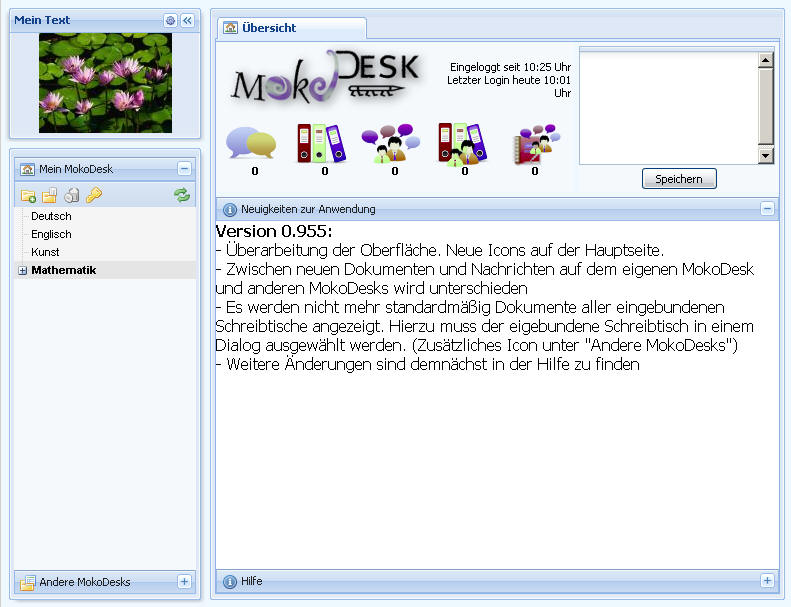 Mein Text
Mein MokoDesk
Deutsch
Englisch
Kunst
Mathematik
Andere MokoDesks
Übersicht
MokoDESK
Eingeloggt seit 10:25 Uhr
Letzter Login heute 10:01
Uhr
0 0 0 0 0
Speichern
Neuigkeiten zur Anwendung
Version 0.955:
- Überarbeitung der Oberfläche. Neue Icons auf der Hauptseite.
- Zwischen neuen Dokumenten und Nachrichten auf dem eigenen MokoDesk
und anderen MokoDesks wird unterschieden
- Es werden nicht mehr standardmäßig Dokumente aller eingebundenen
Schreibtische angezeigt. Hierzu muss der eigebundene Schreibtisch in einem
Dialog ausgewählt werden. (Zusätzliches Icon unter "Andere MokoDesks")
- Weitere Änderungen sind demnächst in der Hilfe zu finden
Hilfe